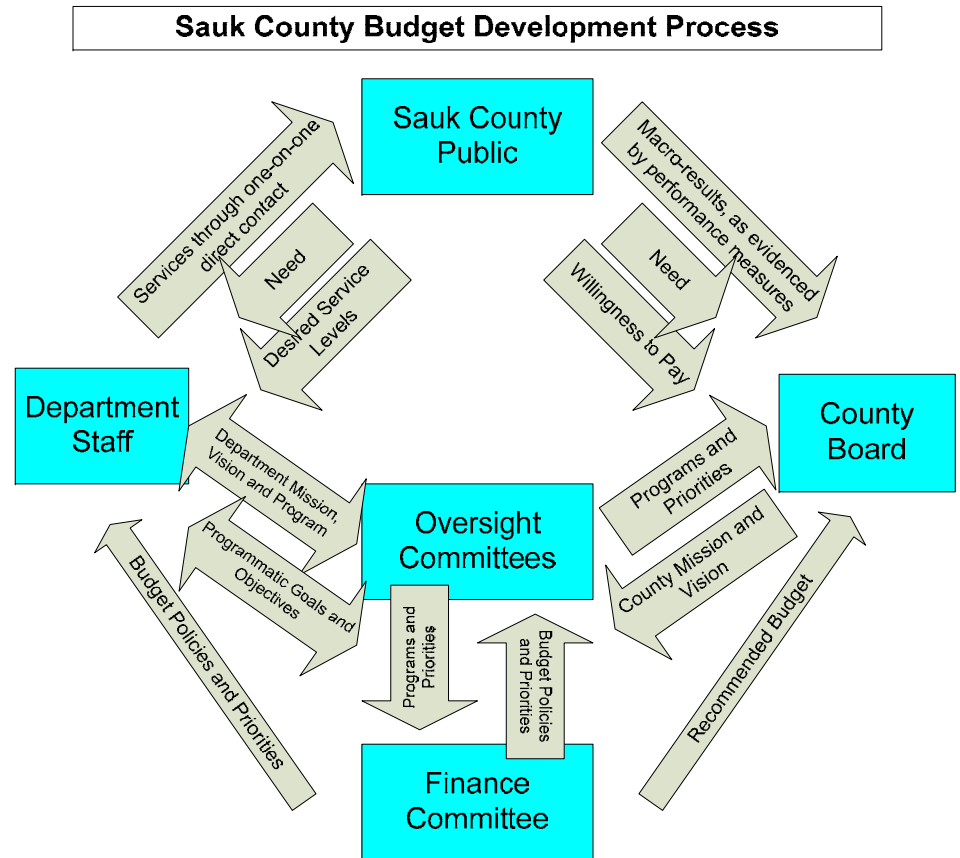 Sauk County Budget Development Process
Sauk County
Public
Services through one-on-one
direct contact
Need
Desired Service
Levels
Macro-results, as evidenced
by performance measures
Need
Willingness to Pay
Department
Staff
County
Board
Department Mission,
Vision and Program
Programmatic Goals and
Objectives
Oversight
Committees
Programs and
Priorities
County Mission and
Vision
Budget Policies and Priorities
Programs and
Priorities
Budget Policies
and Priorities
Recommended Budget
Finance
Committee